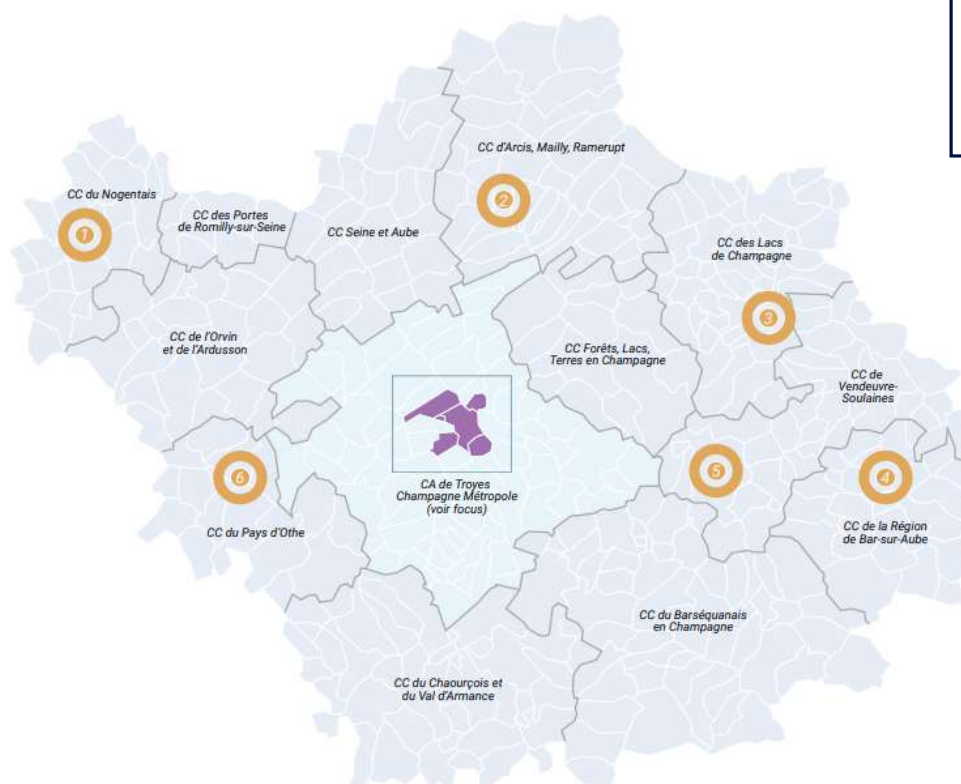 CC d'Arcis, Mailly, Ramerupt
CC du Nogentais
2
CC des Portes
de Romilly-sur-Seine
CC Seine et Aube
1
CC des Lacs
de Champagne
3
CC de l'Orvin
et de l'Ardusson
CC Forêts, Lacs,
Terres en Champagne
CC de
Vendeuvre-
Soulaines
6
CA de Troyes
Champagne Métropole
(voir focus)
5
4
CC du Pays d'Othe
CC de la Région
de Bar-sur-Aube
CC du Barséquanais
en Champagne
CC du Chaourçois et
du Val d'Armance